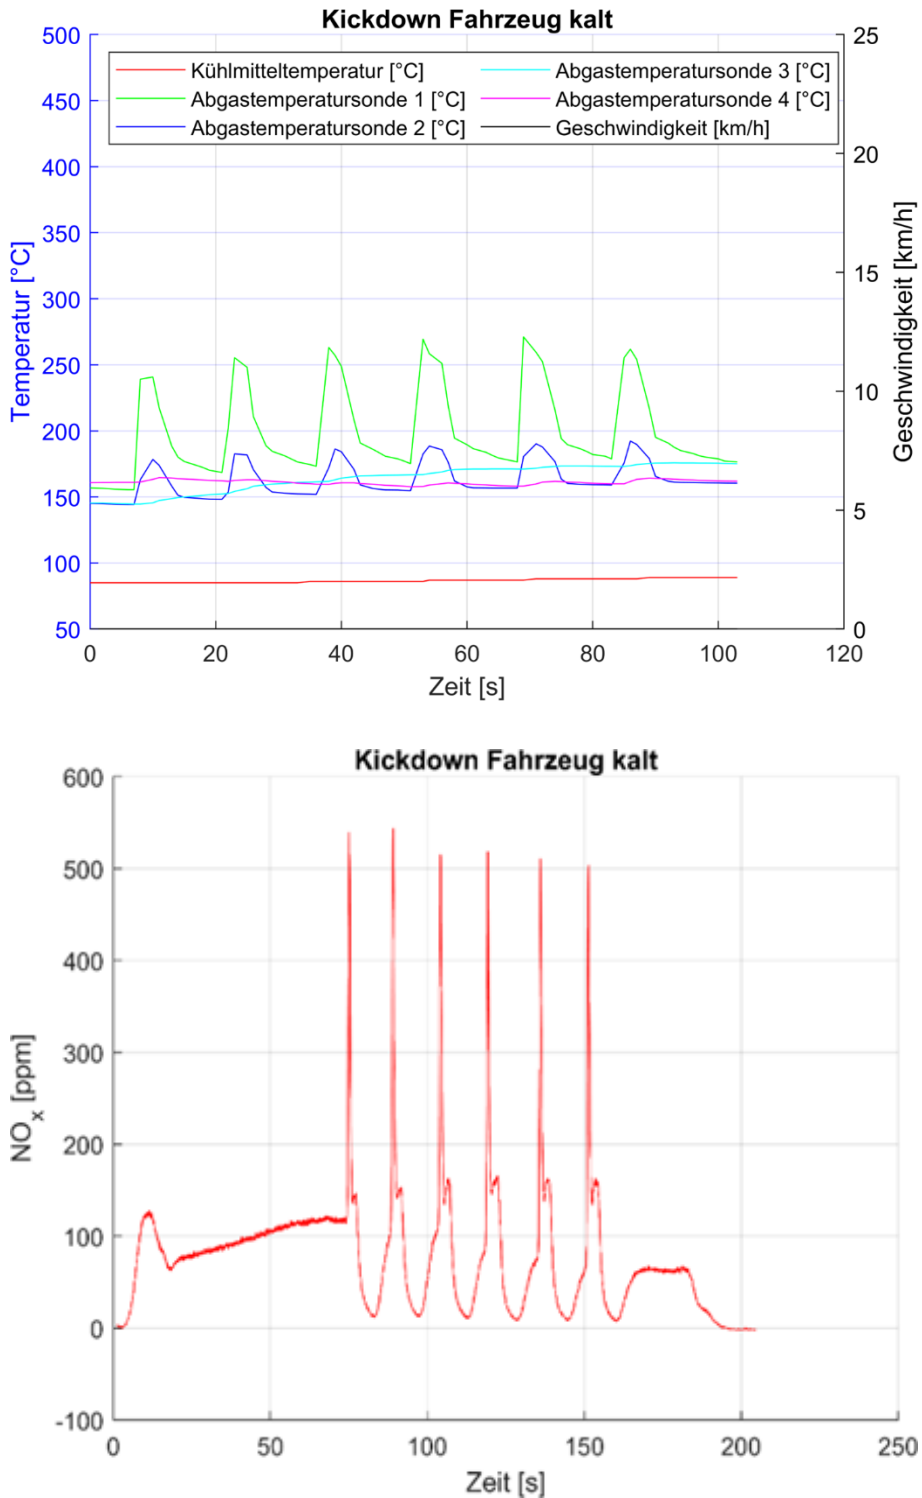 Kickdown Fahrzeug kalt
500
450
400
350
300
250
200
150
100
50
Temperatur [°C]
25
20
15
10
5
0
Geschwindigkeit [km/h]
Kühlmitteltemperatur [°C]
Abgastemperatursonde 1 [°C]
Abgastemperatursonde 2 [°C]
Abgastemperatursonde 3 [°C]
Abgastemperatursonde 4 [°C]
Geschwindigkeit [km/h]
0 20 40 60 80 100 120
Zeit [s]
Kickdown Fahrzeug kalt
600
500
400
300
200
100
0
-100
NOx [ppm]
0 50 100 150 200 250
Zeit [s]